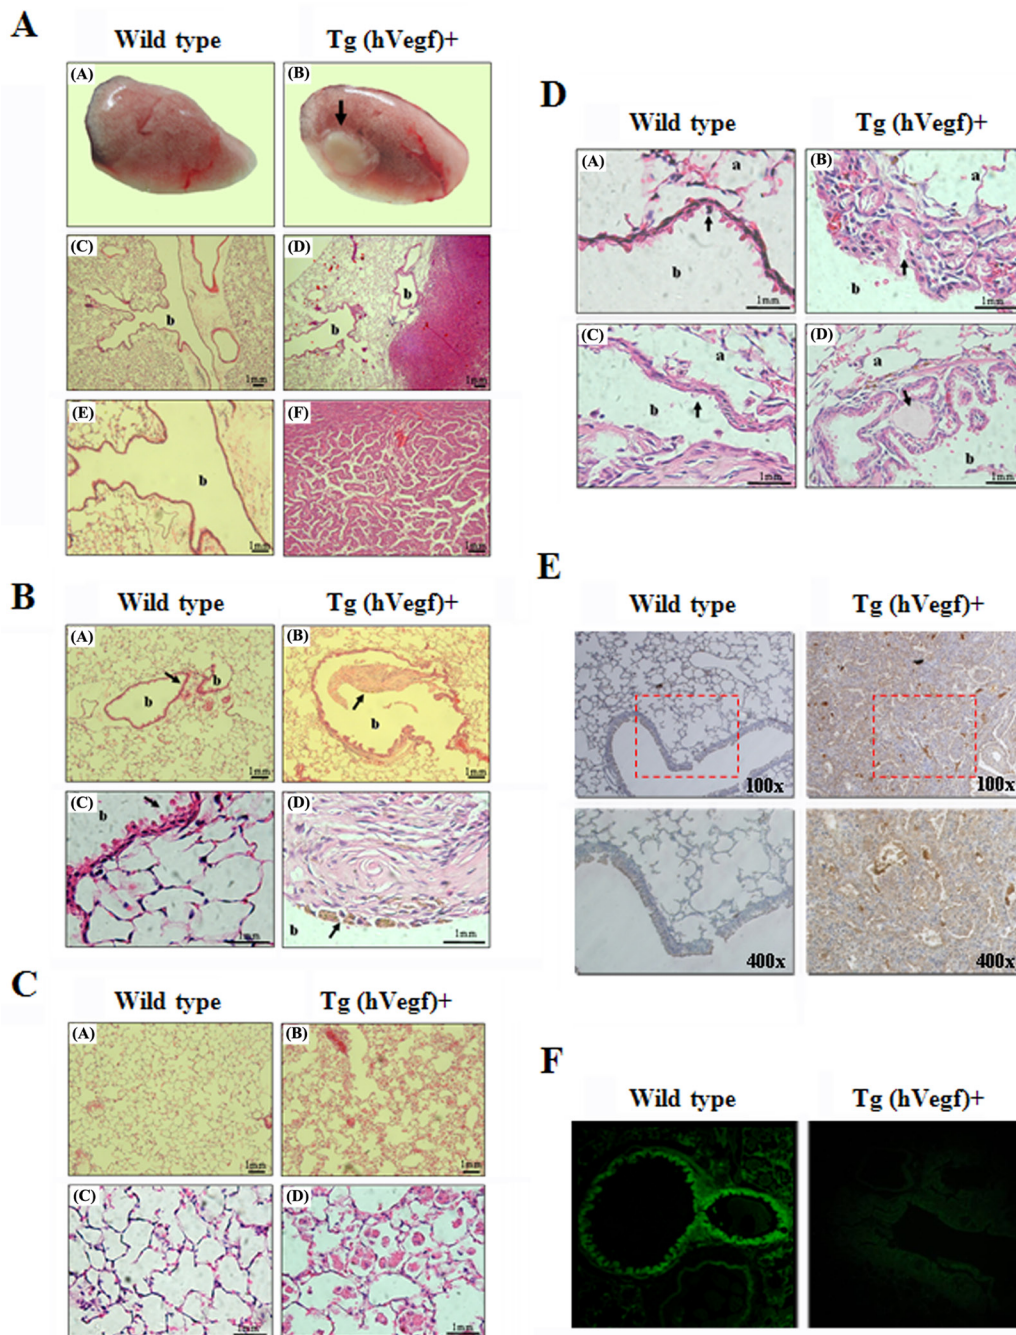 A
Wild type Tg (hVegf)+
(A) (B)
(C) (D)
b b b
1mm 1mm
(E) (F)
b
1mm 1mm
B
Wild type Tg (hVegf)+
(A) (B)
b b b
1mm 1mm
(C) (D)
b b
1mm 1mm
C
Wild type Tg (hVegf)+
(A) (B)
1mm 1mm
(C) (D)
1mm 1mm
D
Wild type Tg (hVegf)+
(A) (B)
a a
b b
1mm 1mm
(C) (D)
a a
b b
1mm 1mm
E
Wild type Tg (hVegf)+
100x 100x
400x 400x
F
Wild type Tg (hVegf)+